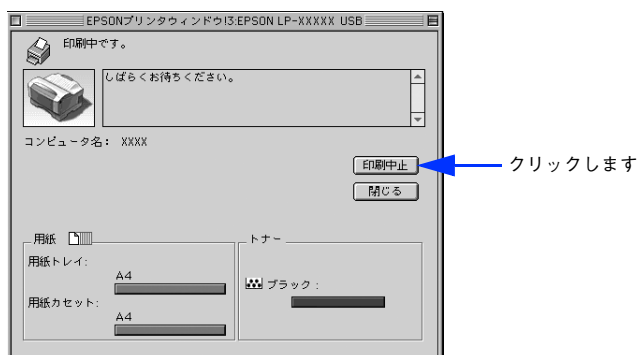 EPSONプリンタウィンドウ!3:EPSON LP-XXXXX USB
印刷中です。
しばらくお待ちください。
コンピュータ名： XXXX
印刷中止
クリックします
閉じる
用紙
用紙トレイ:
A4
用紙カセット:
A4
トナー
ブラック：